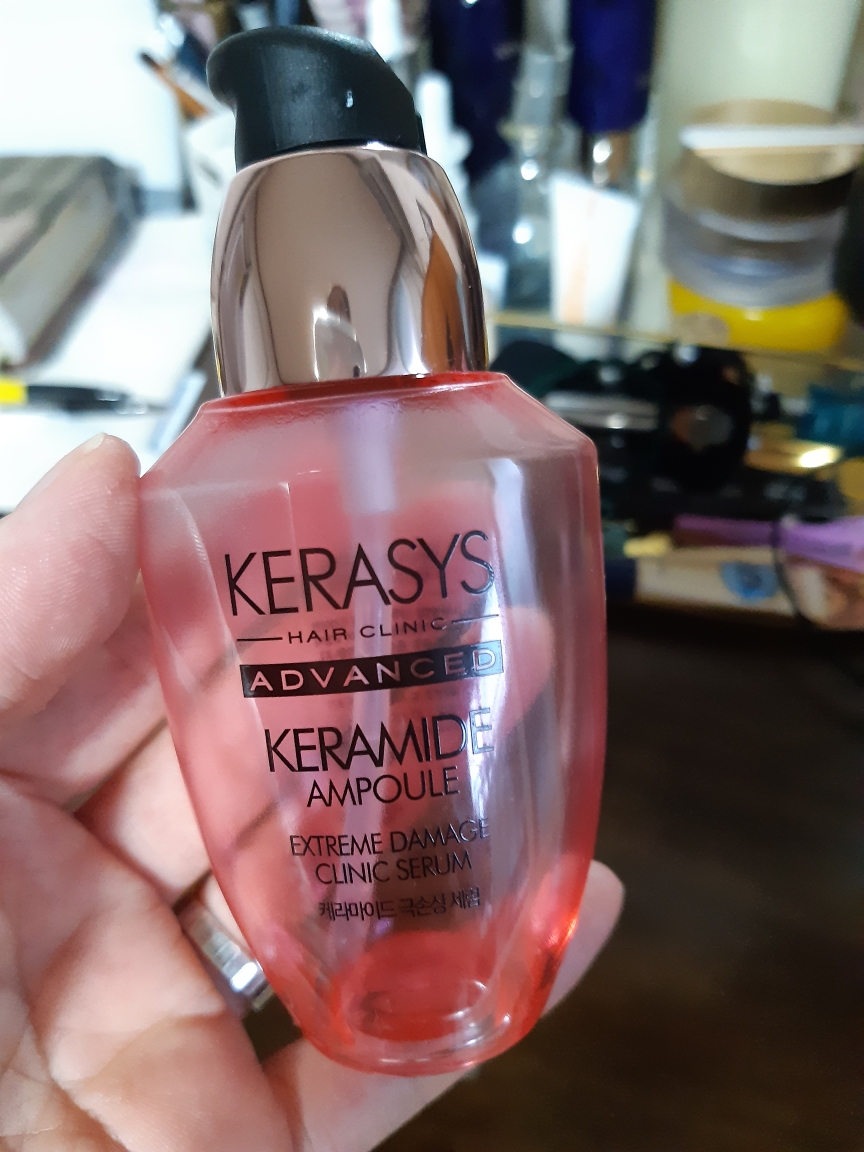 KERASYS
HAIR CLINIC
ADVANCED
KERAMIDE
AMPOULE
EXTREME DAMAGE
CLINIC SERUM
케라마이드 극손상 세럼